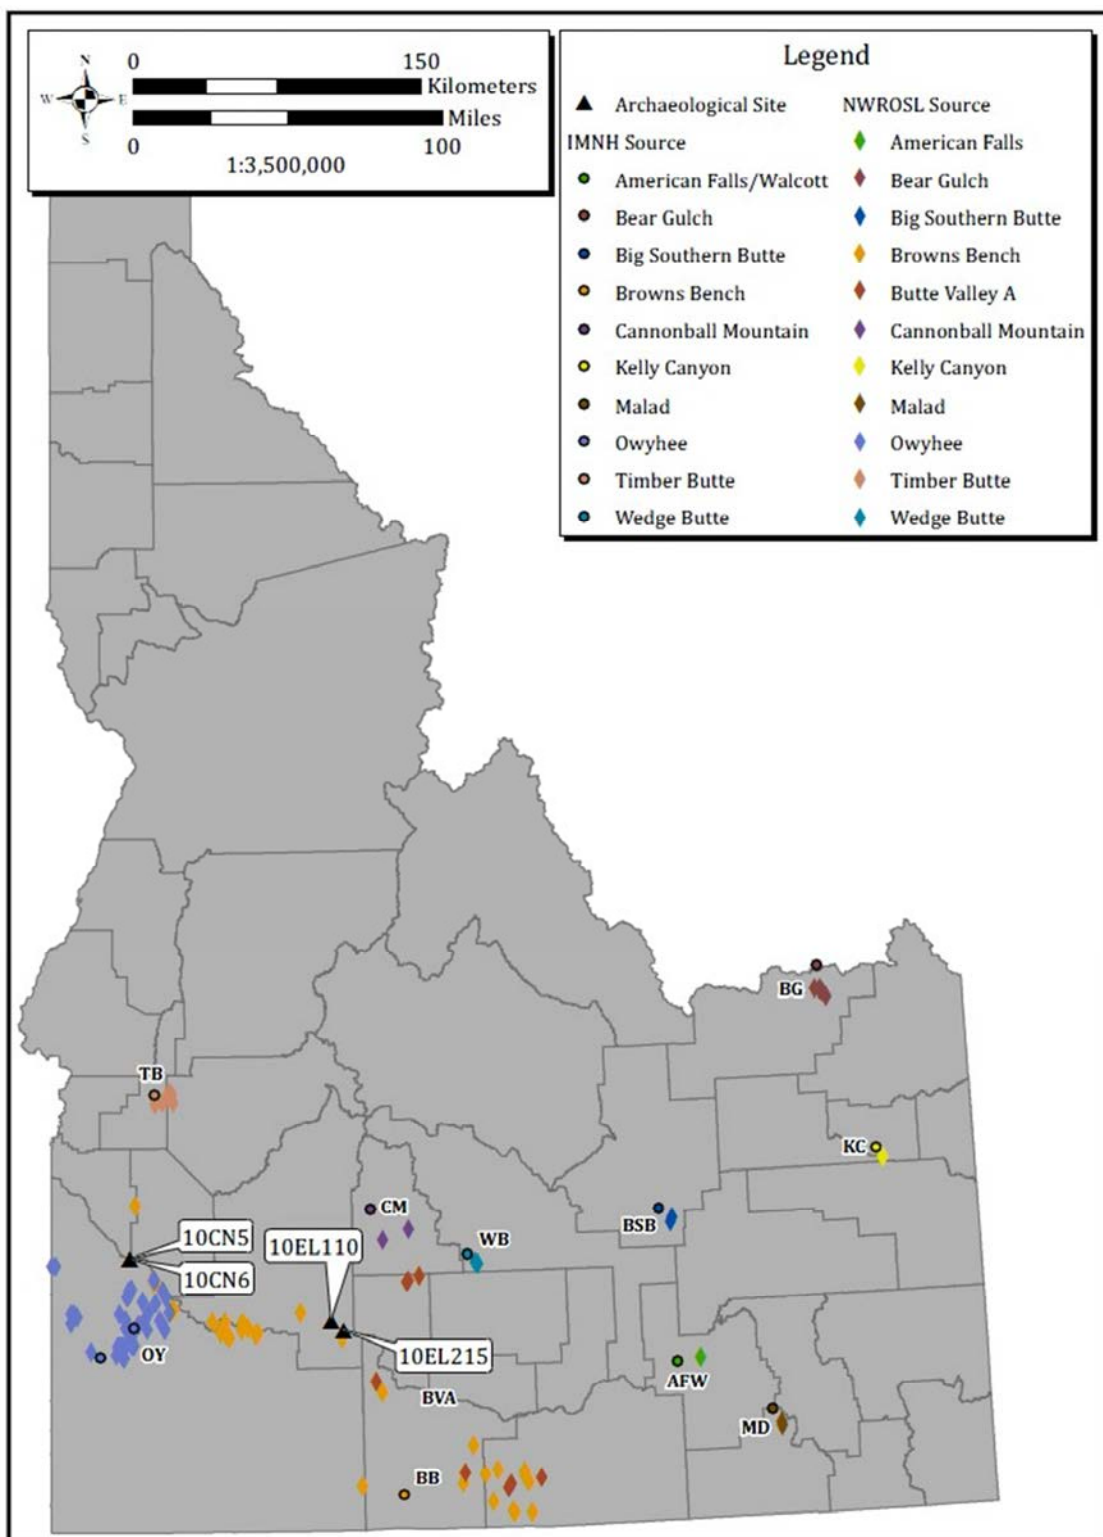 N
W E
S
0 150
Kilometers
Miles
0 100
1:3,500,000
Legend
Archaeological Site
IMNH Source
American Falls/Walcott
Bear Gulch
Big Southern Butte
Browns Bench
Cannonball Mountain
Kelly Canyon
Malad
Owyhee
Timber Butte
Wedge Butte
NWROSL Source
American Falls
Bear Gulch
Big Southern Butte
Browns Bench
Butte Valley A
Cannonball Mountain
Kelly Canyon
Malad
Owyhee
Timber Butte
Wedge Butte
BG
TB
KC
CM
BSB
WB
10CN5
10EL110
10CN6
OY
10EL215
AFW
BVA
MD
BB